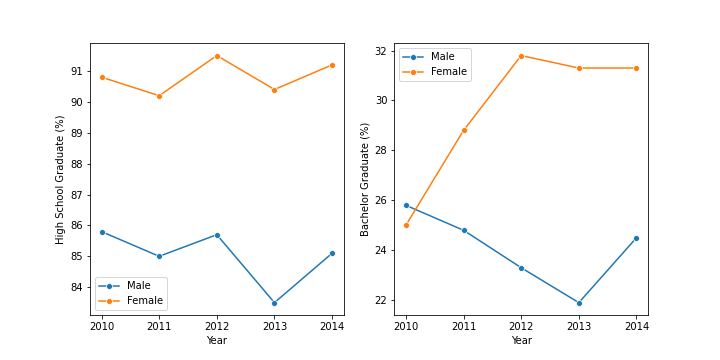 High School Graduate (%)
91
90
89
88
87
86
85
84
Male
Female
2010 2011 2012 2013 2014
Year
Bachelor Graduate (%)
32
30
28
26
24
22
Male
Female
2010 2011 2012 2013 2014
Year